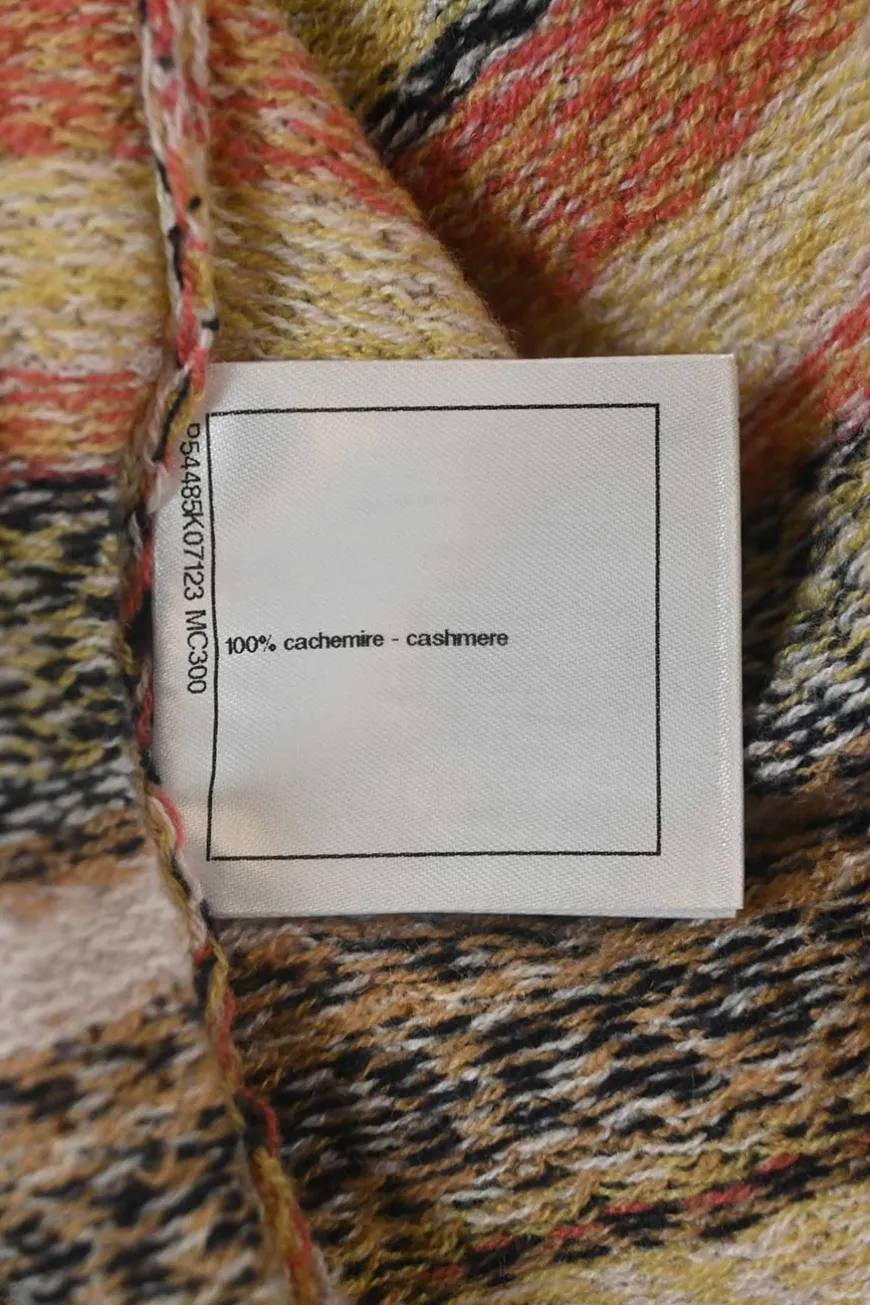 P54485K07123 MC300
100% cachemire - cashmere